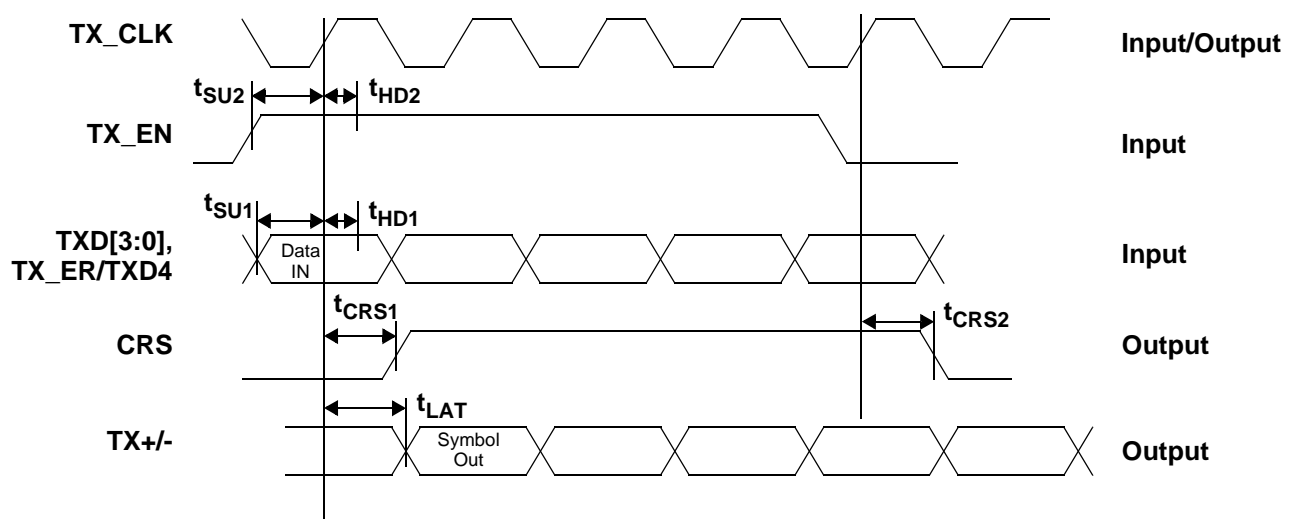 TX_CLK
Input/Output
tSU2
tHD2
TX_EN
Input
tSU1
tHD1
TXD[3:0],
TX_ER/TXD4
Data
IN
Input
tCRS1
tCRS2
CRS
Output
tLAT
TX+/-
Symbol
Out
Output